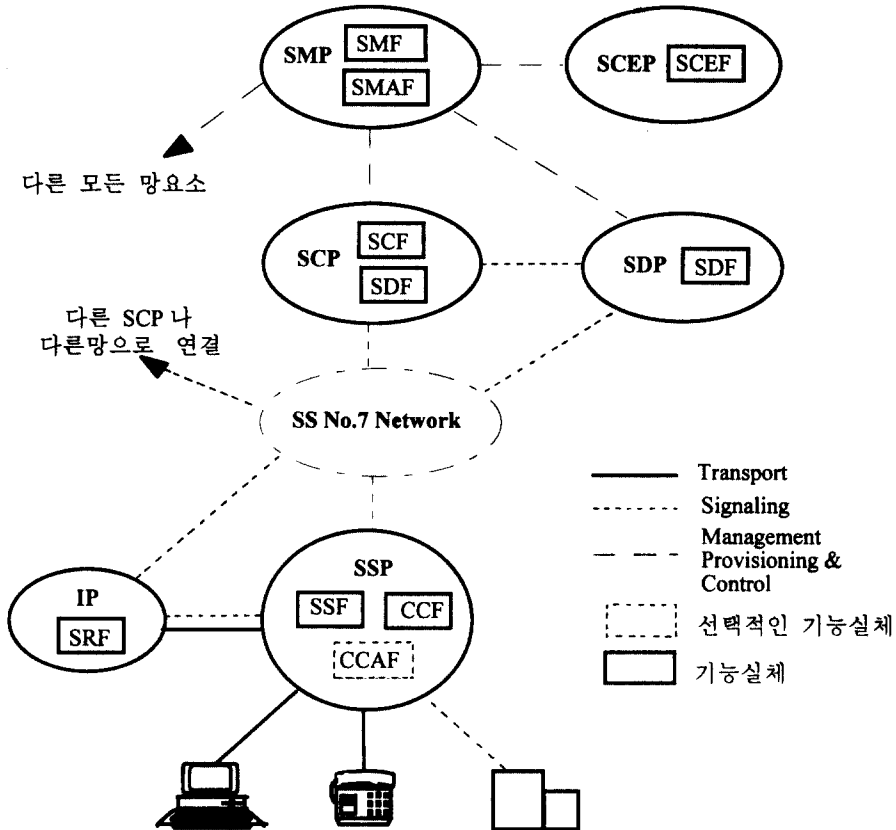 SMP
SMF
SMAF
SCEP
SCEF
다른 모든 망요소
SCP
SCF
SDF
SDP
SDF
다른 SCP 나
다른망으로 연결
SS No.7 Network
Transport
Signaling
Management
Provisioning &
Control
선택적인 기능실체
기능실체
IP
SRF
SSP
SSF
CCF
CCAF